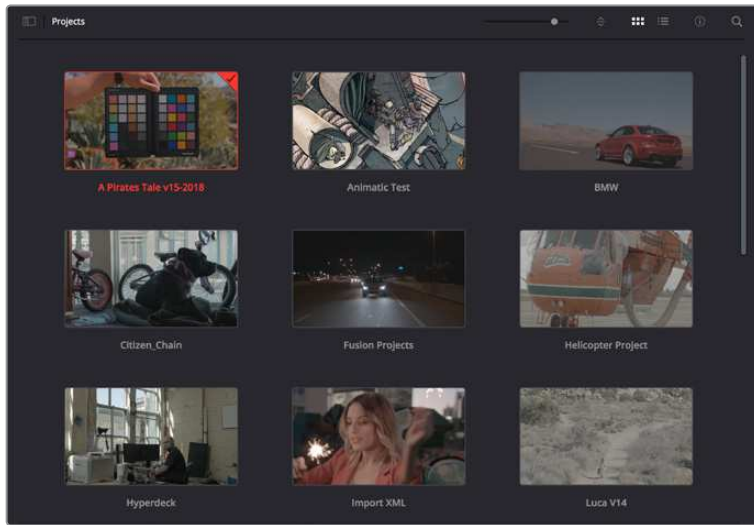 Projects
A Pirates Tale v15-2018
Animatic Test
BMW
Citizen_Chain
Fusion Projects
Helicopter Project
Hyperdeck
Import XML
Luca V14